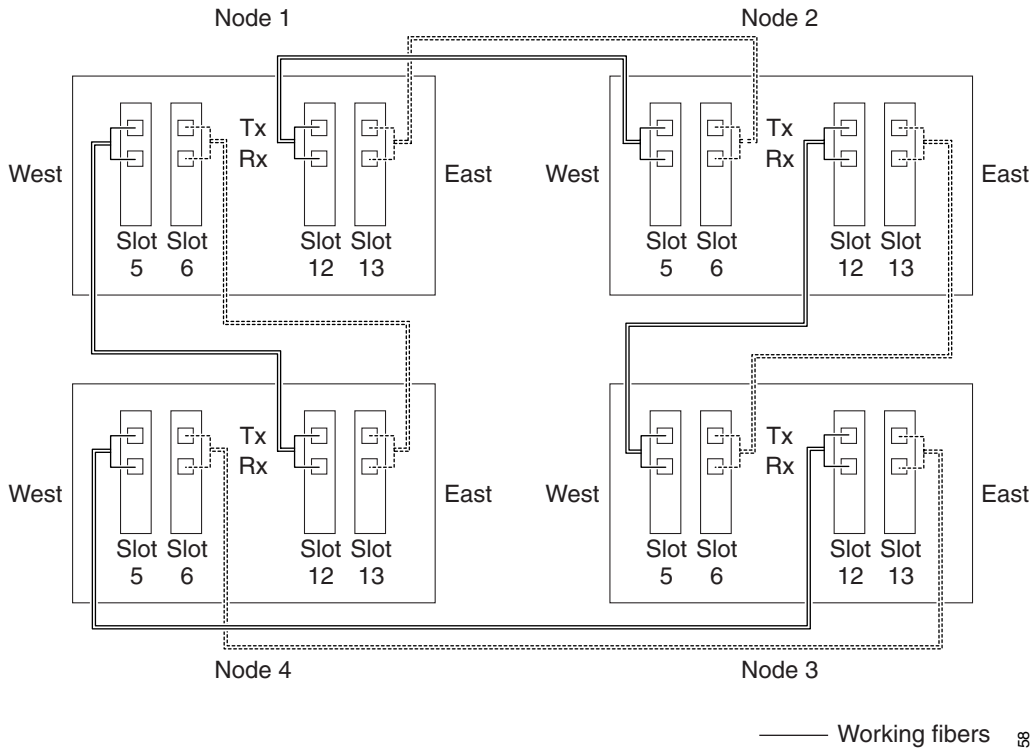 Node 1
Node 2
Tx
Rx
Tx
Rx
West
East
West
East
Slot 5
Slot 6
Slot 12
Slot 13
Slot 5
Slot 6
Slot 12
Slot 13
Tx
Rx
Tx
Rx
West
East
West
East
Slot 5
Slot 6
Slot 12
Slot 13
Slot 5
Slot 6
Slot 12
Slot 13
Node 4
Node 3
Working fibers
58